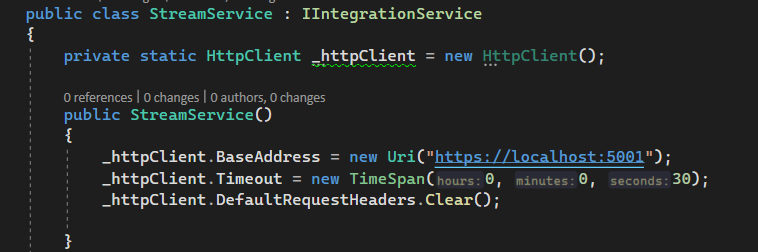 public class StreamService : IIntegrationService
{
private static HttpClient _httpClient = new HttpClient();
0 references | 0 changes | 0 authors, 0 changes
public StreamService()
{
_httpClient.BaseAddress = new Uri("https://localhost:5001");
_httpClient.Timeout = new TimeSpan(hours:0, minutes:0, seconds:30);
_httpClient.DefaultRequestHeaders.Clear();
}